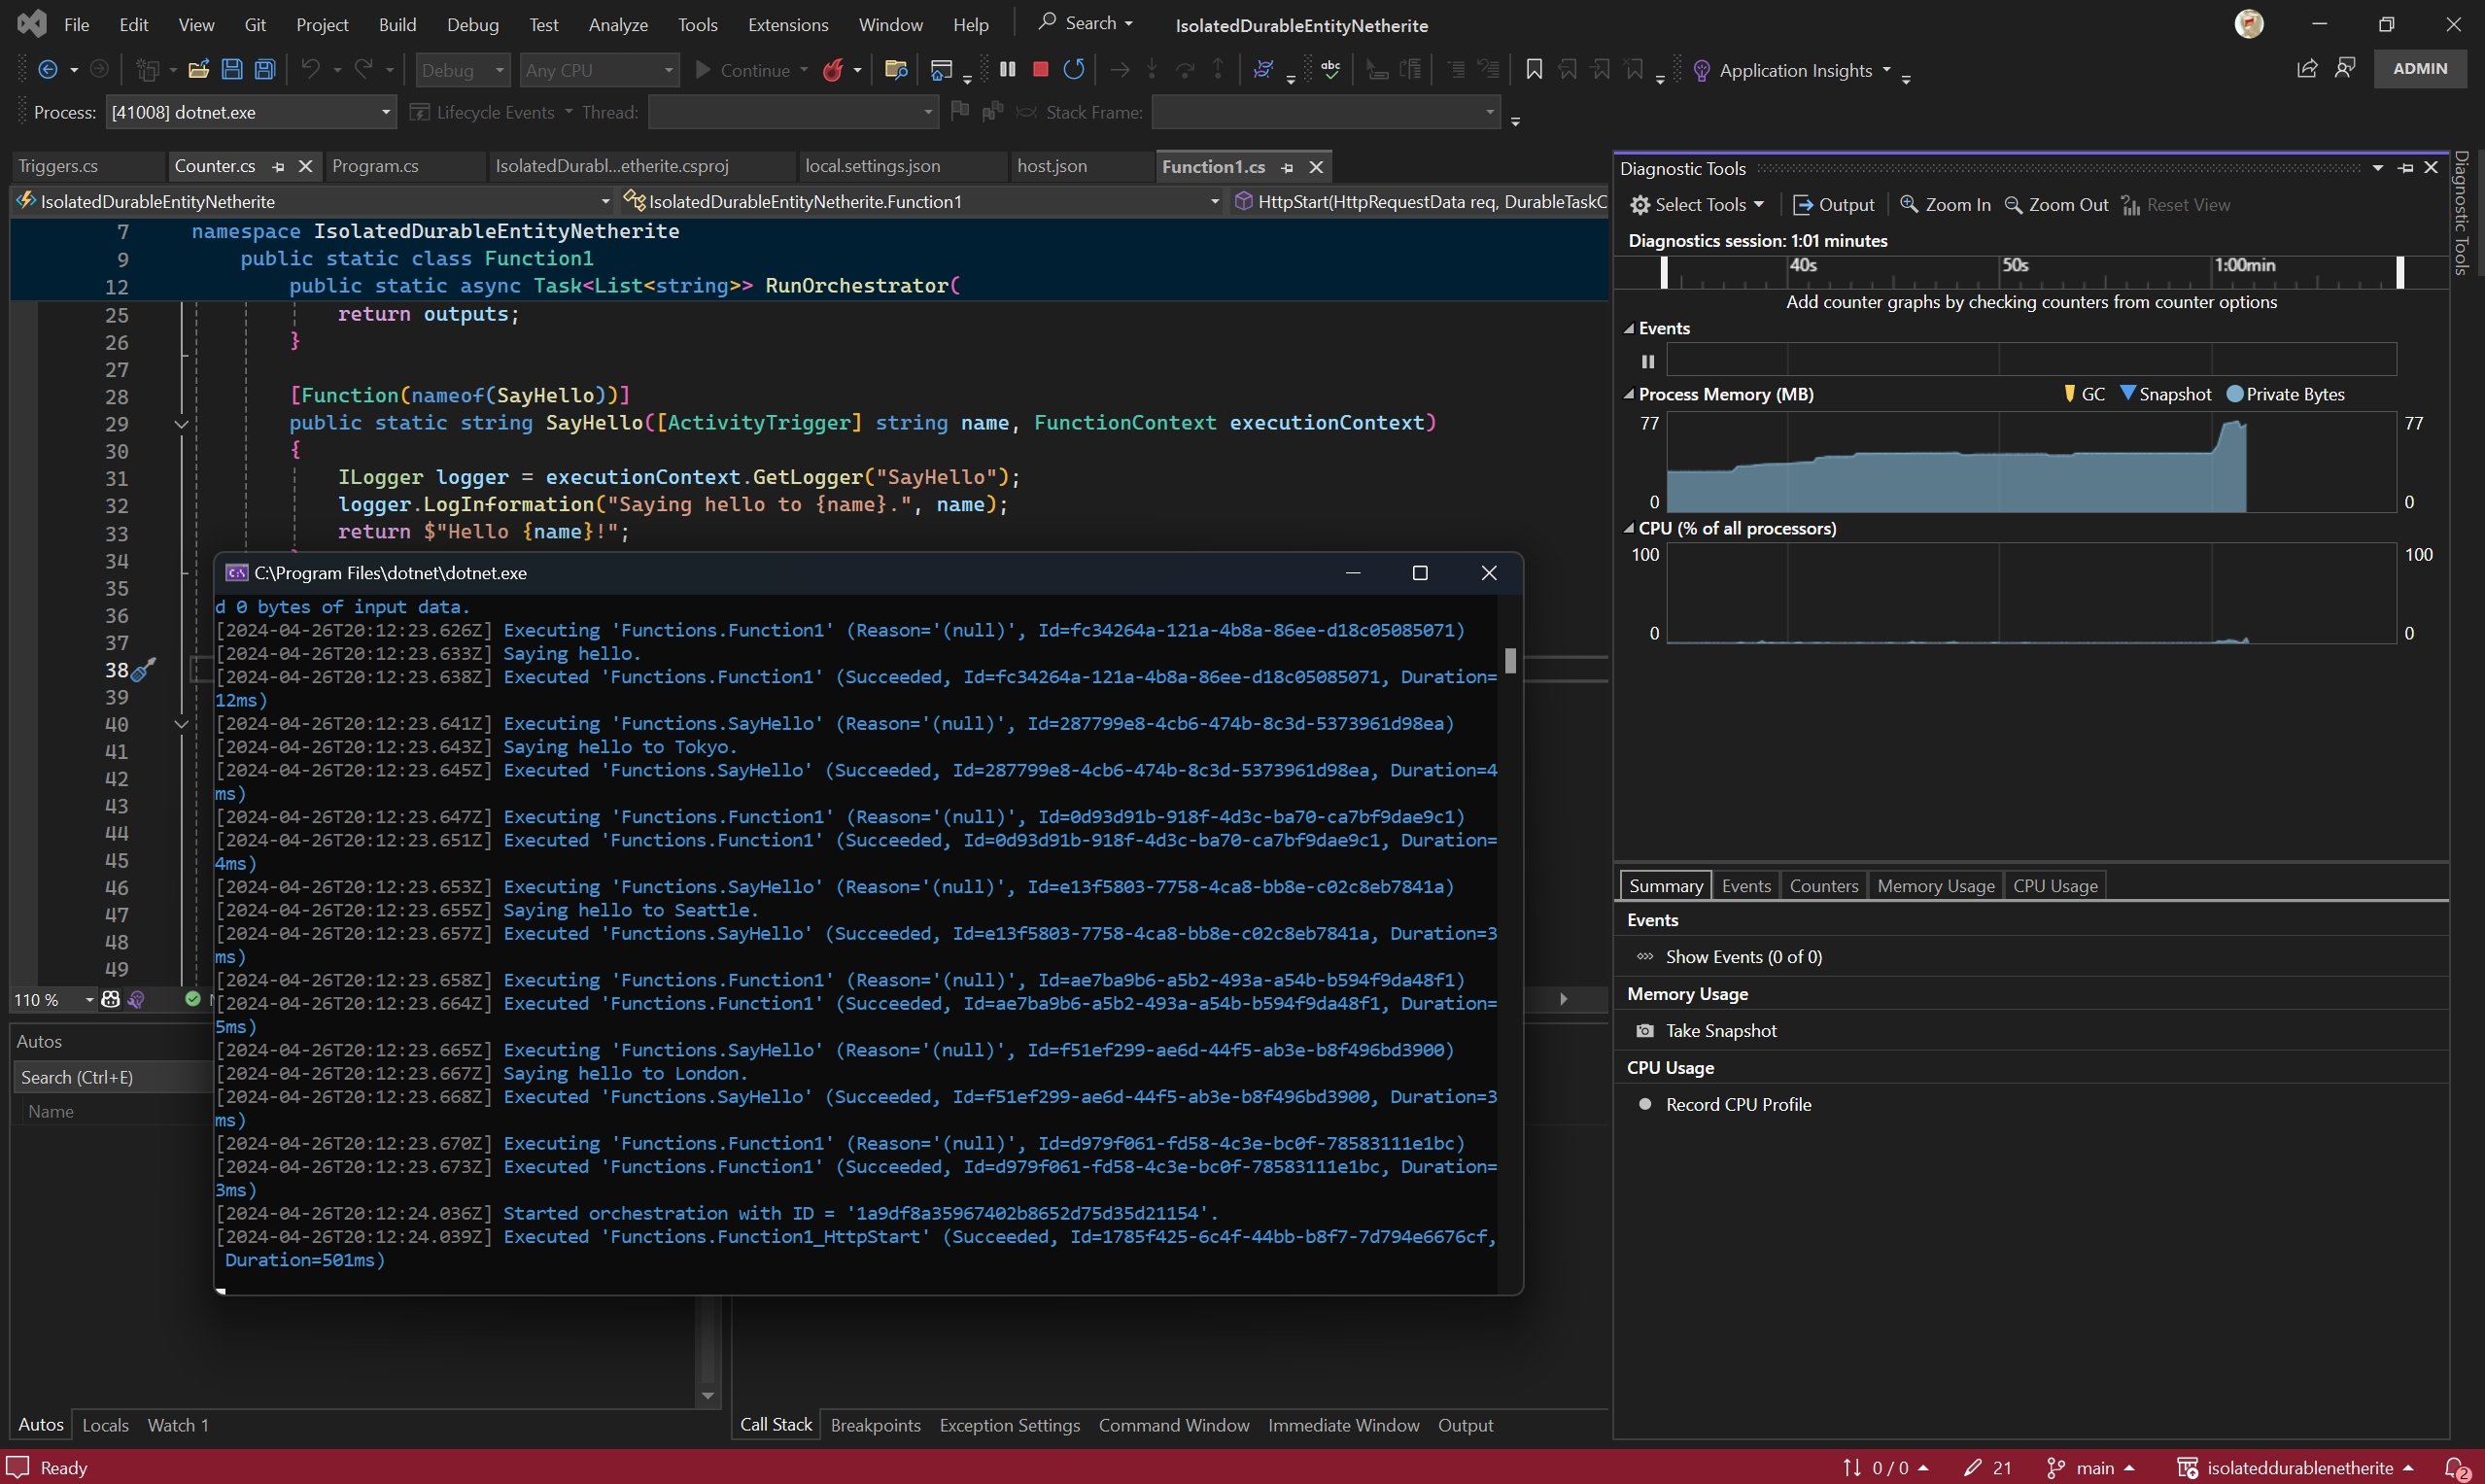 File Edit View Git Project Build Debug Test Analyze Tools Extensions Window Help Search IsolatedDurableEntityNetherite
Debug Any CPU Continue Application Insights ADMIN
Process: [41008] dotnet.exe Lifecycle Events Thread: Stack Frame:
Triggers.cs Counter.cs Program.cs IsolatedDurabl...etherite.csproj local.settings.json host.json Function1.cs
IsolatedDurableEntityNetherite IsolatedDurableEntityNetherite.Function1 HttpStart(HttpRequestData req, DurableTaskC
7 namespace IsolatedDurableEntityNetherite
9 public static class Function1
12 public static async Task<List<string>> RunOrchestrator(
25 return outputs;
26 }
27
28 [Function(nameof(SayHello))]
29 public static string SayHello([ActivityTrigger] string name, FunctionContext executionContext)
30 {
31 ILogger logger = executionContext.GetLogger("SayHello");
32 logger.LogInformation("Saying hello to {name}.", name);
33 return $"Hello {name}!";
34
35
36
37
38
39
40
41
42
43
44
45
46
47
48
49
110 %
C:\Program Files\dotnet\dotnet.exe
d 0 bytes of input data.
[2024-04-26T20:12:23.626Z] Executing 'Functions.Function1' (Reason='(null)', Id=fc34264a-121a-4b8a-86ee-d18c05085071)
[2024-04-26T20:12:23.633Z] Saying hello.
[2024-04-26T20:12:23.638Z] Executed 'Functions.Function1' (Succeeded, Id=fc34264a-121a-4b8a-86ee-d18c05085071, Duration=
12ms)
[2024-04-26T20:12:23.641Z] Executing 'Functions.SayHello' (Reason='(null)', Id=287799e8-4cb6-474b-8c3d-5373961d98ea)
[2024-04-26T20:12:23.643Z] Saying hello to Tokyo.
[2024-04-26T20:12:23.645Z] Executed 'Functions.SayHello' (Succeeded, Id=287799e8-4cb6-474b-8c3d-5373961d98ea, Duration=4
ms)
[2024-04-26T20:12:23.647Z] Executing 'Functions.Function1' (Reason='(null)', Id=0d93d91b-918f-4d3c-ba70-ca7bf9dae9c1)
[2024-04-26T20:12:23.651Z] Executed 'Functions.Function1' (Succeeded, Id=0d93d91b-918f-4d3c-ba70-ca7bf9dae9c1, Duration=
4ms)
[2024-04-26T20:12:23.653Z] Executing 'Functions.SayHello' (Reason='(null)', Id=e13f5803-7758-4ca8-bb8e-c02c8eb7841a)
[2024-04-26T20:12:23.655Z] Saying hello to Seattle.
[2024-04-26T20:12:23.657Z] Executed 'Functions.SayHello' (Succeeded, Id=e13f5803-7758-4ca8-bb8e-c02c8eb7841a, Duration=3
ms)
[2024-04-26T20:12:23.658Z] Executing 'Functions.Function1' (Reason='(null)', Id=ae7ba9b6-a5b2-493a-a54b-b594f9da48f1)
[2024-04-26T20:12:23.664Z] Executed 'Functions.Function1' (Succeeded, Id=ae7ba9b6-a5b2-493a-a54b-b594f9da48f1, Duration=
5ms)
[2024-04-26T20:12:23.665Z] Executing 'Functions.SayHello' (Reason='(null)', Id=f51ef299-ae6d-44f5-ab3e-b8f496bd3900)
[2024-04-26T20:12:23.667Z] Saying hello to London.
[2024-04-26T20:12:23.668Z] Executed 'Functions.SayHello' (Succeeded, Id=f51ef299-ae6d-44f5-ab3e-b8f496bd3900, Duration=3
ms)
[2024-04-26T20:12:23.670Z] Executing 'Functions.Function1' (Reason='(null)', Id=d979f061-fd58-4c3e-bc0f-78583111e1bc)
[2024-04-26T20:12:23.673Z] Executed 'Functions.Function1' (Succeeded, Id=d979f061-fd58-4c3e-bc0f-78583111e1bc, Duration=
3ms)
[2024-04-26T20:12:24.036Z] Started orchestration with ID = '1a9df8a35967402b8652d75d35d21154'.
[2024-04-26T20:12:24.039Z] Executed 'Functions.Function1_HttpStart' (Succeeded, Id=1785f425-6c4f-44bb-b8f7-7d794e6676cf,
Duration=501ms)
Autos
Search (Ctrl+E)
Name
Autos Locals Watch 1
Call Stack Breakpoints Exception Settings Command Window Immediate Window Output
Diagnostic Tools
Select Tools Output Zoom In Zoom Out Reset View
Diagnostics session: 1:01 minutes
40s 50s 1:00min
Add counter graphs by checking counters from counter options
Events
Process Memory (MB) GC Snapshot Private Bytes
77 77
0 0
CPU (% of all processors)
100 100
0 0
Summary Events Counters Memory Usage CPU Usage
Events
Show Events (0 of 0)
Memory Usage
Take Snapshot
CPU Usage
Record CPU Profile
Diagnostic Tools
Ready 0 / 0 21 main isolateddurablenetherite 2